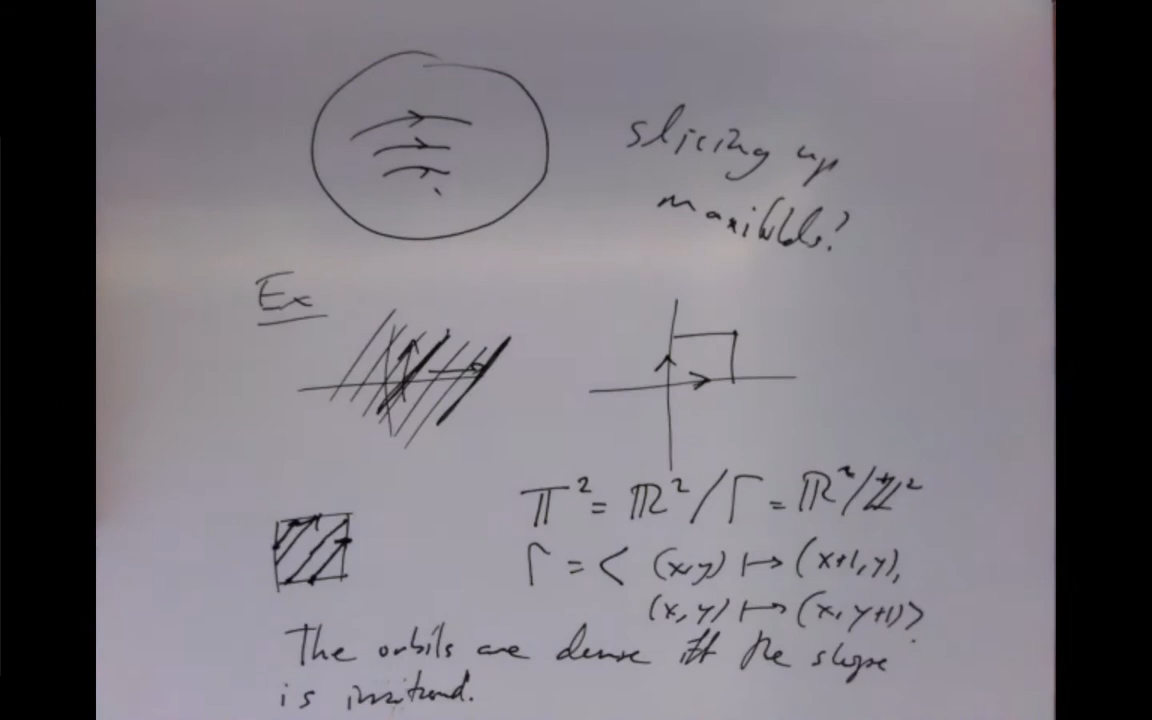 slicing up
manifolds?
Ex
𝕋² = ℝ²/Γ = ℝ²/ℤ²
Γ = < (x,y) ↦ (x+1,y),
(x,y) ↦ (x,y+1)>
The orbits are dense iff the slope
is irrational.